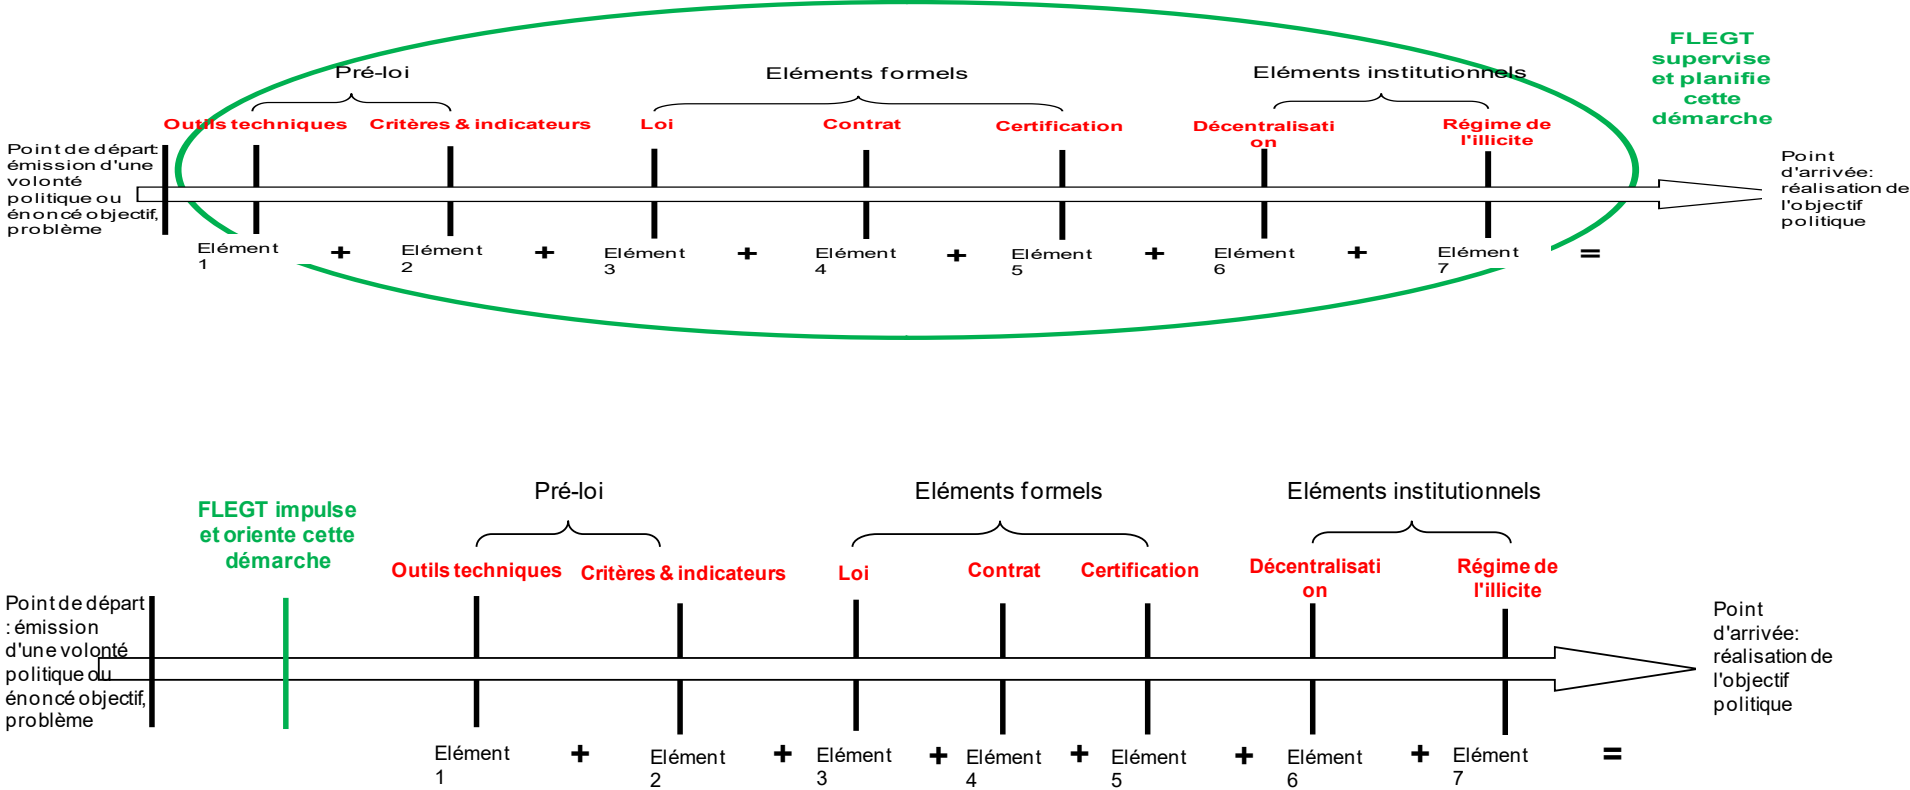 FLEGT
supervise
et planifie
cette
démarche
Pré-loi
Eléments formels
Eléments institutionnels
Outils techniques
Critères & indicateurs
Loi
Contrat
Certification
Décentralisati
on
Régime de
l'illicite
Point de départ:
émission d'une
volonté
politique ou
énoncé objectif,
problème
Point
d'arrivée:
réalisation de
l'objectif
politique
Elément
1
+
Elément
2
+
Elément
3
+
Elément
4
+
Elément
5
+
Elément
6
+
Elément
7
=
FLEGT impulse
et oriente cette
démarche
Pré-loi
Eléments formels
Eléments institutionnels
Outils techniques
Critères & indicateurs
Loi
Contrat
Certification
Décentralisati
on
Régime de
l'illicite
Point de départ
: émission
d'une volonté
politique ou
énoncé objectif,
problème
Point
d'arrivée:
réalisation de
l'objectif
politique
Elément
1
+
Elément
2
+
Elément
3
+
Elément
4
+
Elément
5
+
Elément
6
+
Elément
7
=